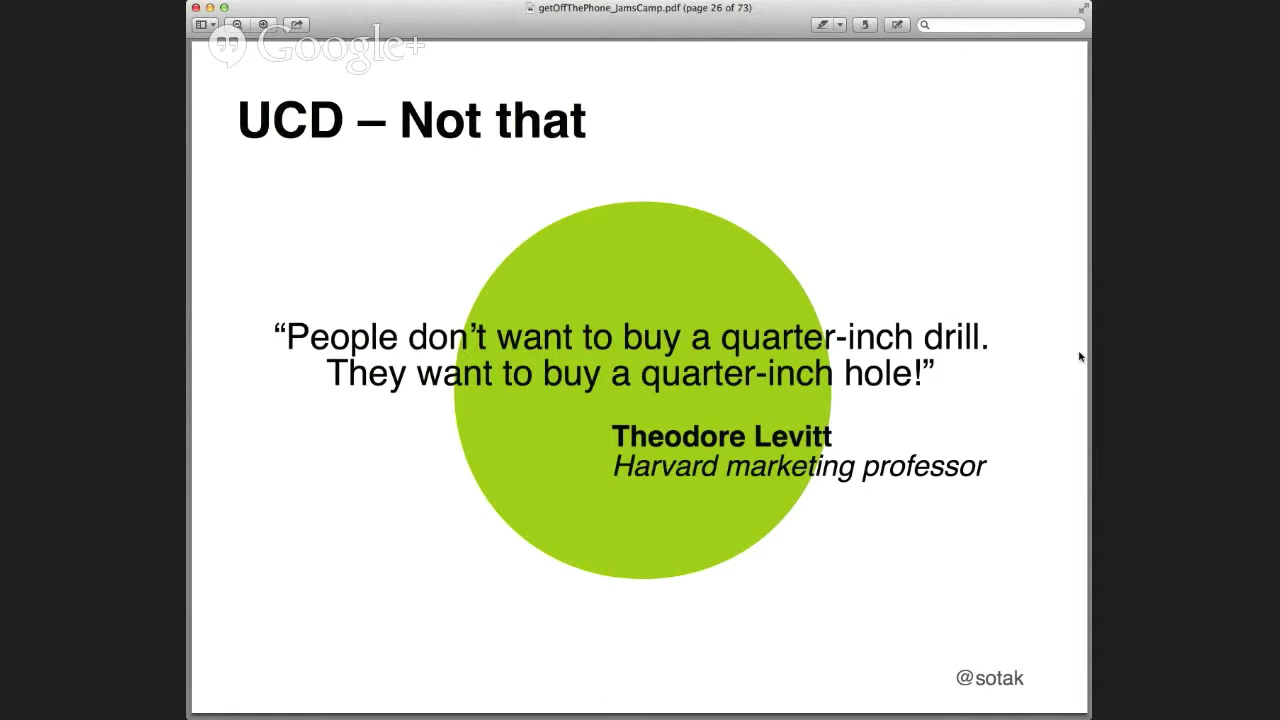 getOffThePhone_JamsCamp.pdf (page 26 of 73)
Google+
UCD – Not that
“People don’t want to buy a quarter-inch drill.
They want to buy a quarter-inch hole!”
Theodore Levitt
Harvard marketing professor
@sotak